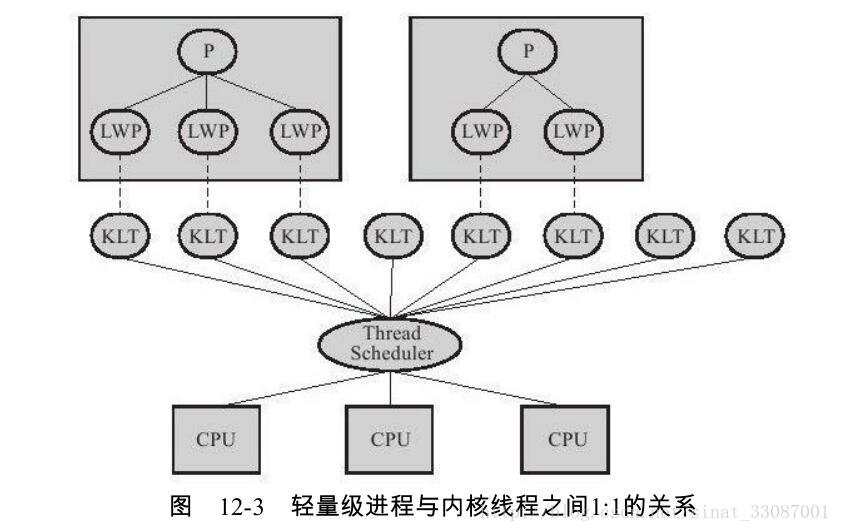 P P
LWP LWP LWP LWP LWP
KLT KLT KLT KLT KLT KLT KLT KLT
Thread
Scheduler
CPU CPU CPU
图 12-3 轻量级进程与内核线程之间1:1的关系
sinat_33087001